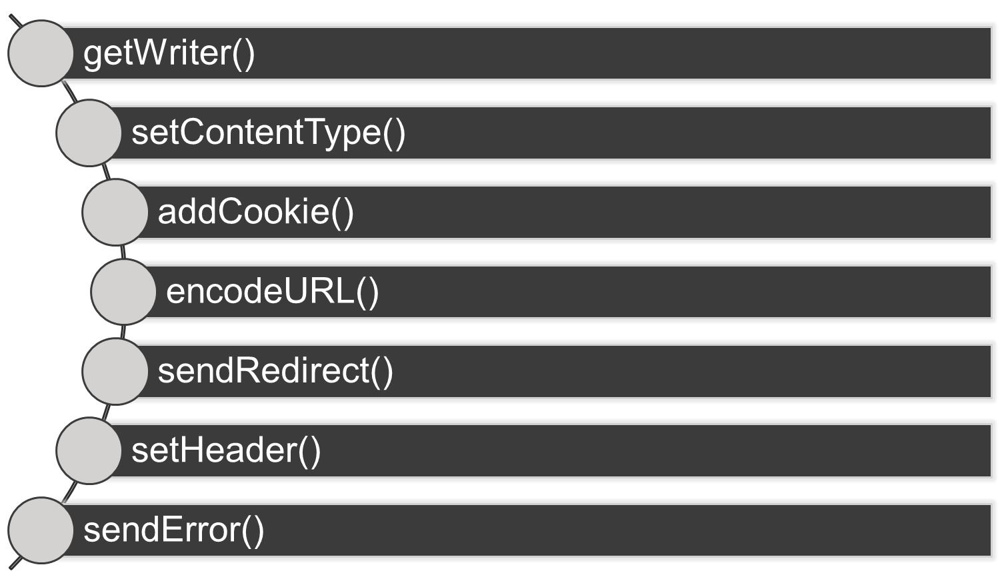 getWriter()
setContentType()
addCookie()
encodeURL()
sendRedirect()
setHeader()
sendError()